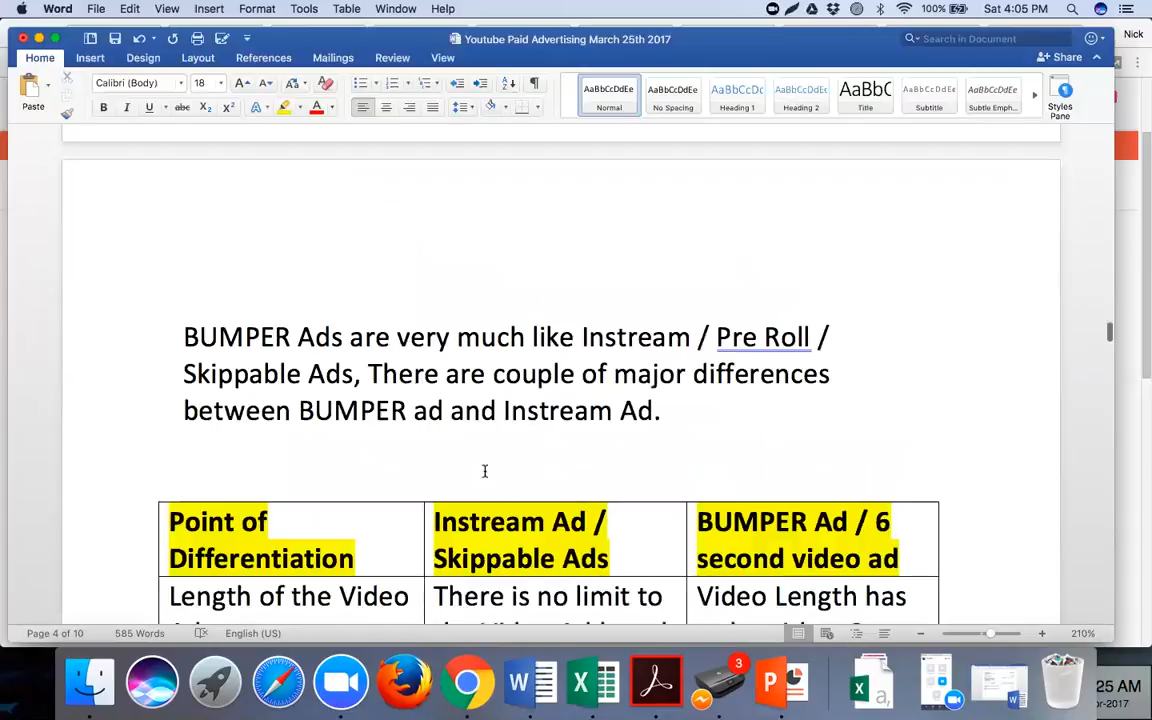 Word File Edit View Insert Format Tools Table Window Help 100% Sat 4:05 PM
Youtube Paid Advertising March 25th 2017 Search in Document Nick
Home Insert Design Layout References Mailings Review View Share
Calibri (Body) 18
Paste
AaBbCcDdEe AaBbCcDdEe AaBbCcDc AaBbCcDdEe AaBbC AaBbCcDdEe AaBbCcDdEe
Normal No Spacing Heading 1 Heading 2 Title Subtitle Subtle Emph... Styles Pane
BUMPER Ads are very much like Instream / Pre Roll /
Skippable Ads, There are couple of major differences
between BUMPER ad and Instream Ad.
Point of Differentiation
Instream Ad / Skippable Ads
BUMPER Ad / 6 second video ad
Length of the Video
There is no limit to
Video Length has
Page 4 of 10 585 Words English (US) 210%
3
25 AM
-2017